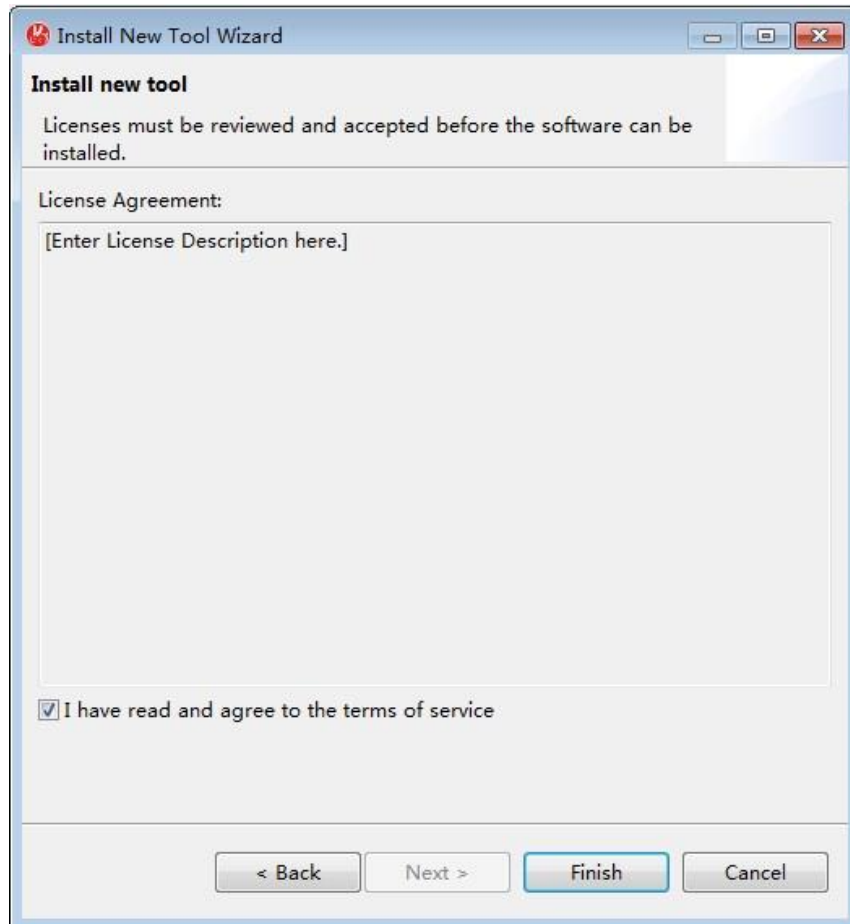 Install New Tool Wizard
Install new tool
Licenses must be reviewed and accepted before the software can be
installed.
License Agreement:
[Enter License Description here.]
I have read and agree to the terms of service
< Back Next > Finish Cancel